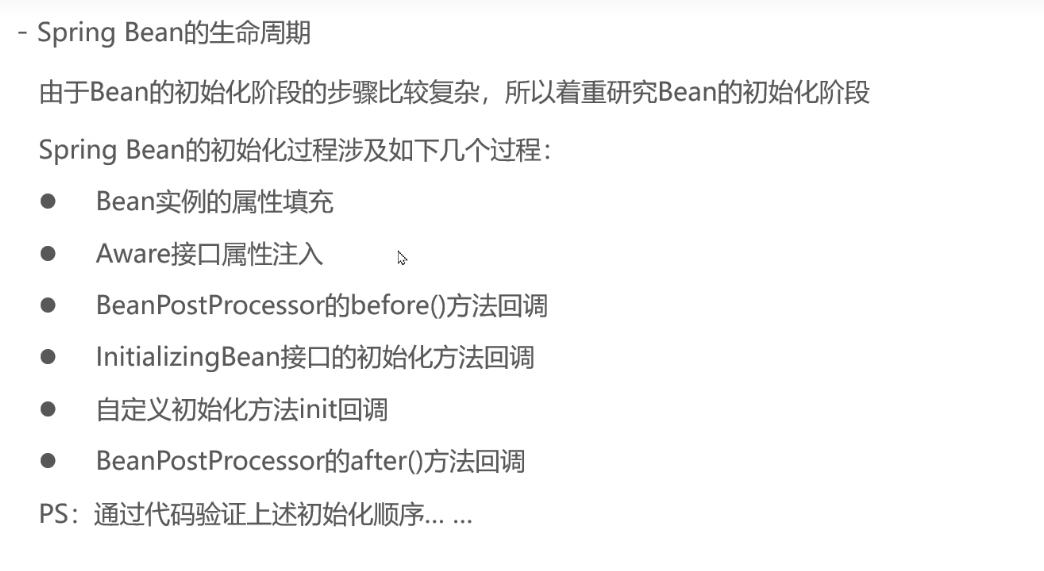 - Spring Bean的生命周期
由于Bean的初始化阶段的步骤比较复杂，所以着重研究Bean的初始化阶段
Spring Bean的初始化过程涉及如下几个过程：
● Bean实例的属性填充
● Aware接口属性注入
● BeanPostProcessor的before()方法回调
● InitializingBean接口的初始化方法回调
● 自定义初始化方法init回调
● BeanPostProcessor的after()方法回调
PS：通过代码验证上述初始化顺序... ...